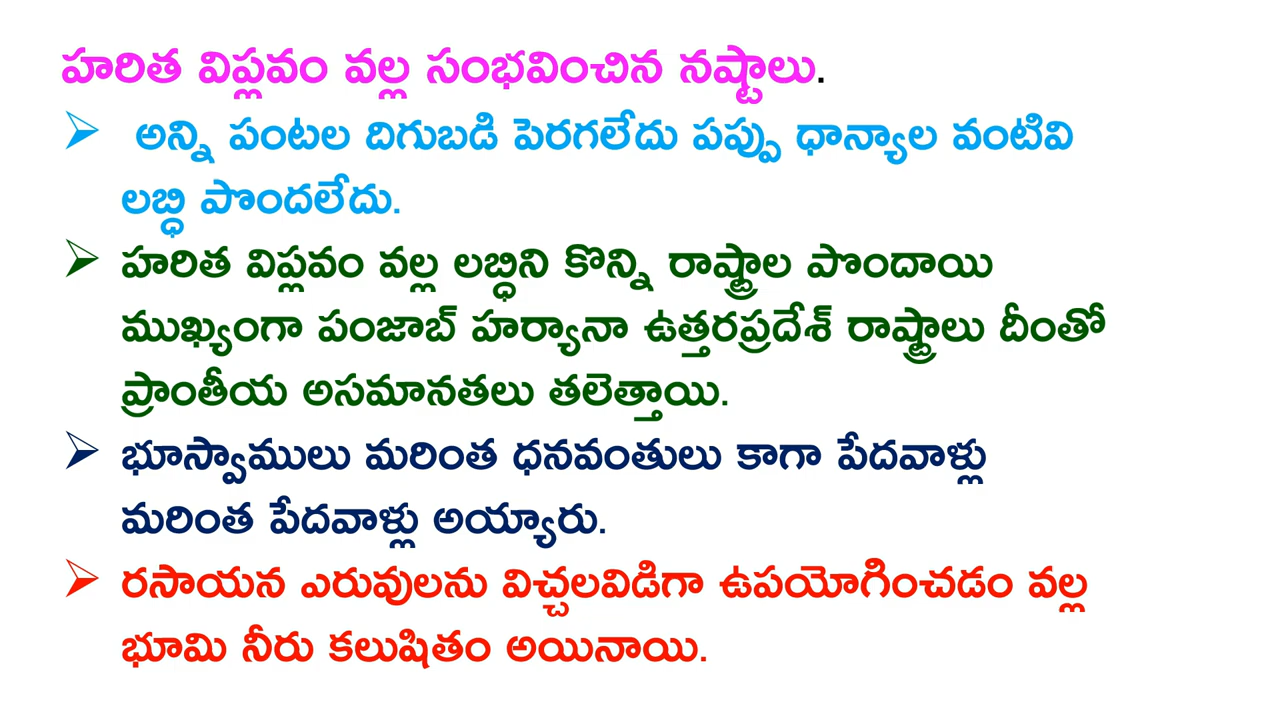 హరిత విప్లవం వల్ల సంభవించిన నష్టాలు.
➢ అన్ని పంటల దిగుబడి పెరగలేదు పప్పు ధాన్యాల వంటివి
లబ్ధి పొందలేదు.
➢ హరిత విప్లవం వల్ల లబ్ధిని కొన్ని రాష్ట్రాల పొందాయి
ముఖ్యంగా పంజాబ్ హర్యానా ఉత్తరప్రదేశ్ రాష్ట్రాలు దీంతో
ప్రాంతీయ అసమానతలు తలెత్తాయి.
➢ భూస్వాములు మరింత ధనవంతులు కాగా పేదవాళ్లు
మరింత పేదవాళ్లు అయ్యారు.
➢ రసాయన ఎరువులను విచ్చలవిడిగా ఉపయోగించడం వల్ల
భూమి నీరు కలుషితం అయినాయి.